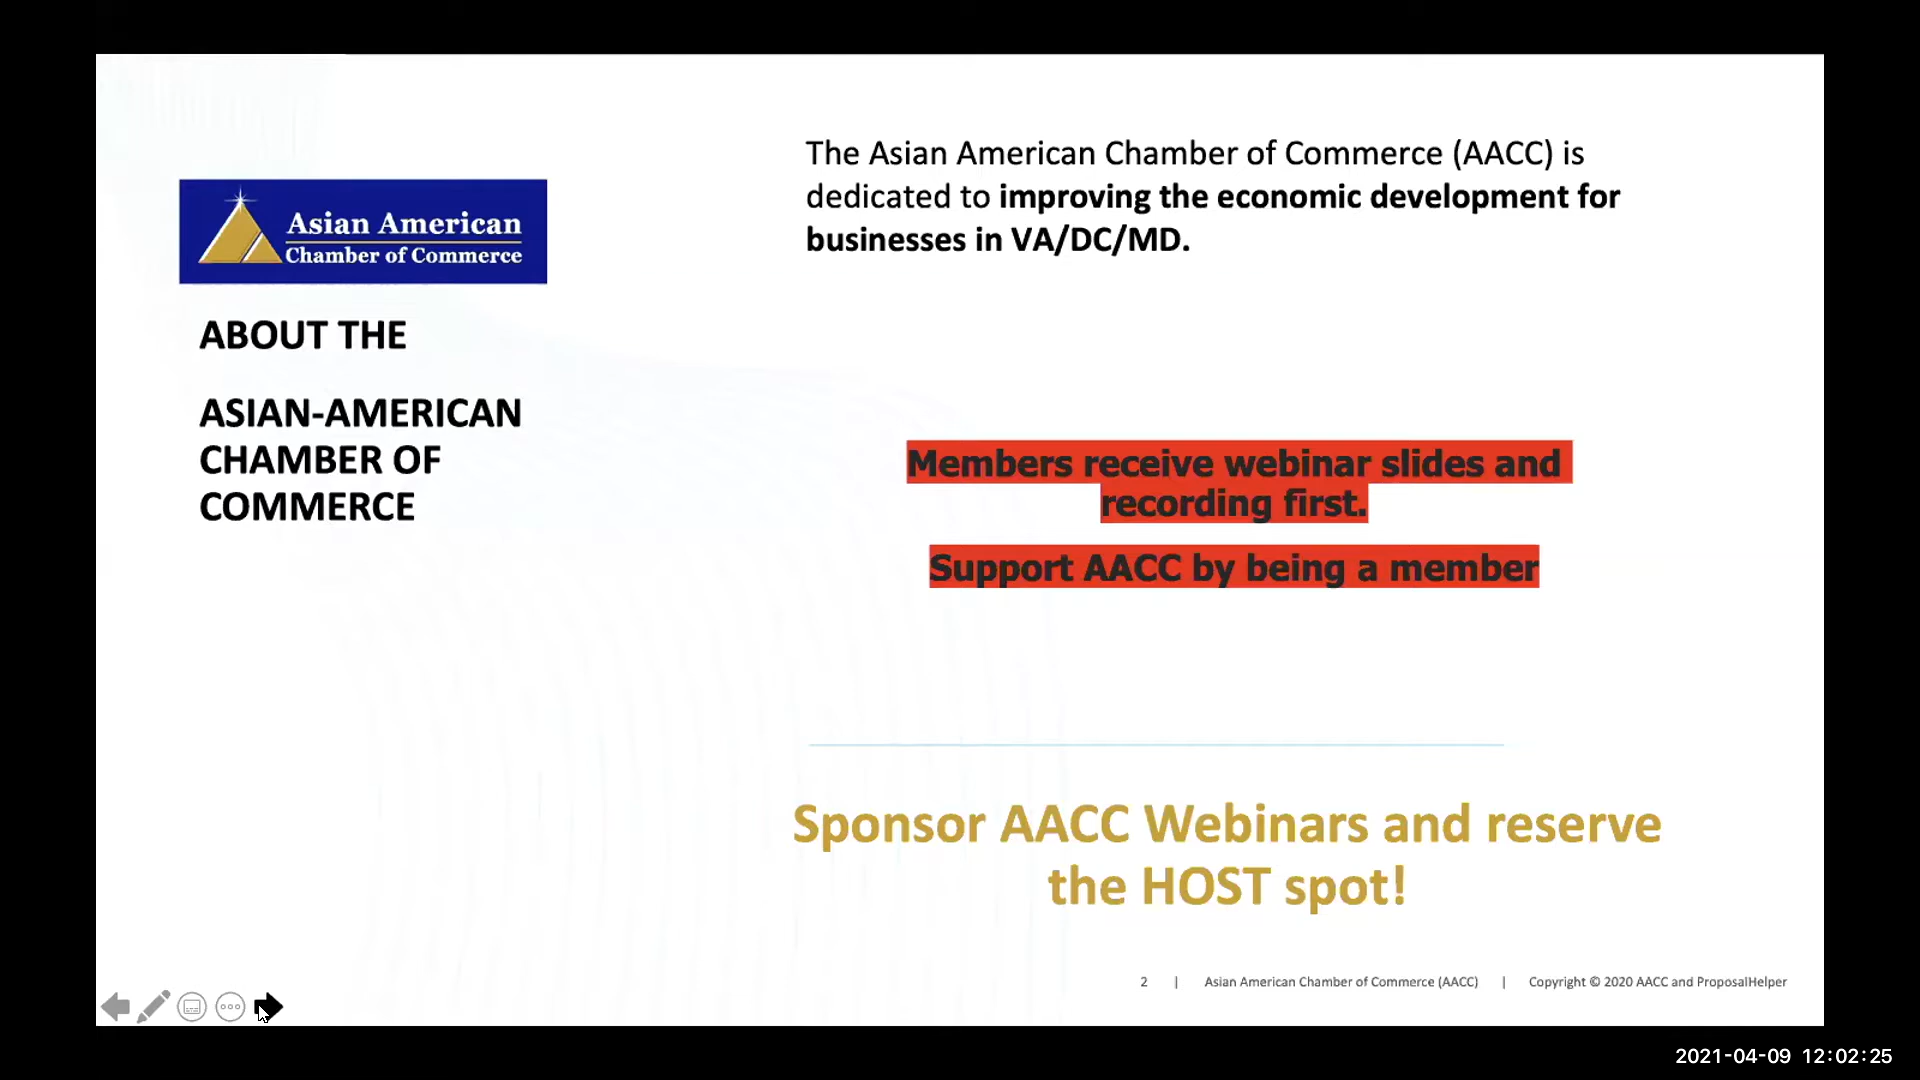 Asian American
Chamber of Commerce
ABOUT THE
ASIAN-AMERICAN
CHAMBER OF
COMMERCE
The Asian American Chamber of Commerce (AACC) is
dedicated to improving the economic development for
businesses in VA/DC/MD.
Members receive webinar slides and
recording first.
Support AACC by being a member
Sponsor AACC Webinars and reserve
the HOST spot!
2 | Asian American Chamber of Commerce (AACC) | Copyright © 2020 AACC and ProposalHelper
2021-04-09 12:02:25